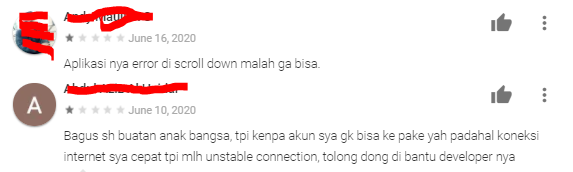 June 16, 2020
Aplikasi nya error di scroll down malah ga bisa.
A
June 10, 2020
Bagus sh buatan anak bangsa, tpi kenpa akun sya gk bisa ke pake yah padahal koneksi
internet sya cepat tpi mlh unstable connection, tolong dong di bantu developer nya